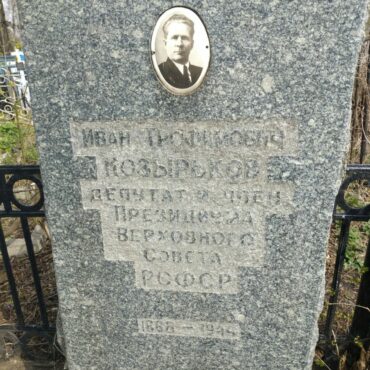 ИВАН ТРОФИМОВИЧ
КОЗЫРЬКОВ
ДЕПУТАТ И ЧЛЕН
ПРЕЗИДИУМА
ВЕРХОВНОГО
СОВЕТА
РСФСР